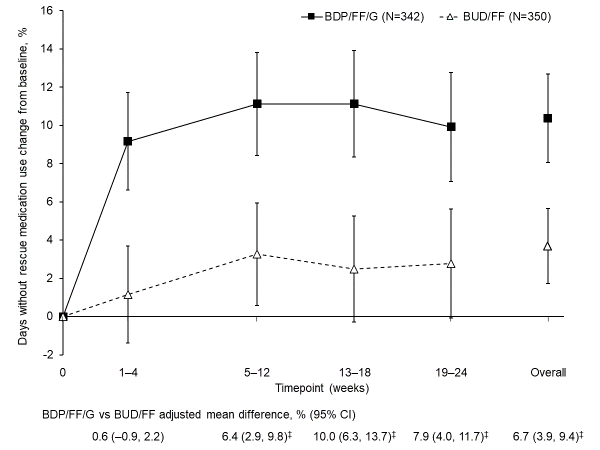 BDP/FF/G (N=342) BUD/FF (N=350)
Days without rescue medication use change from baseline, %
16
14
12
10
8
6
4
2
0
-2
0 1–4 5–12 13–18 19–24 Overall
Timepoint (weeks)
BDP/FF/G vs BUD/FF adjusted mean difference, % (95% CI)
0.6 (–0.9, 2.2) 6.4 (2.9, 9.8)‡ 10.0 (6.3, 13.7)‡ 7.9 (4.0, 11.7)‡ 6.7 (3.9, 9.4)‡